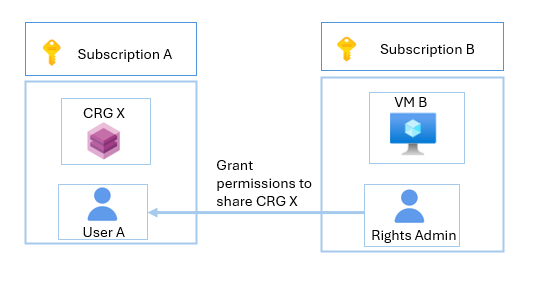 Subscription A
Subscription B
CRG X
VM B
Grant
permissions to
share CRG X
User A
Rights Admin